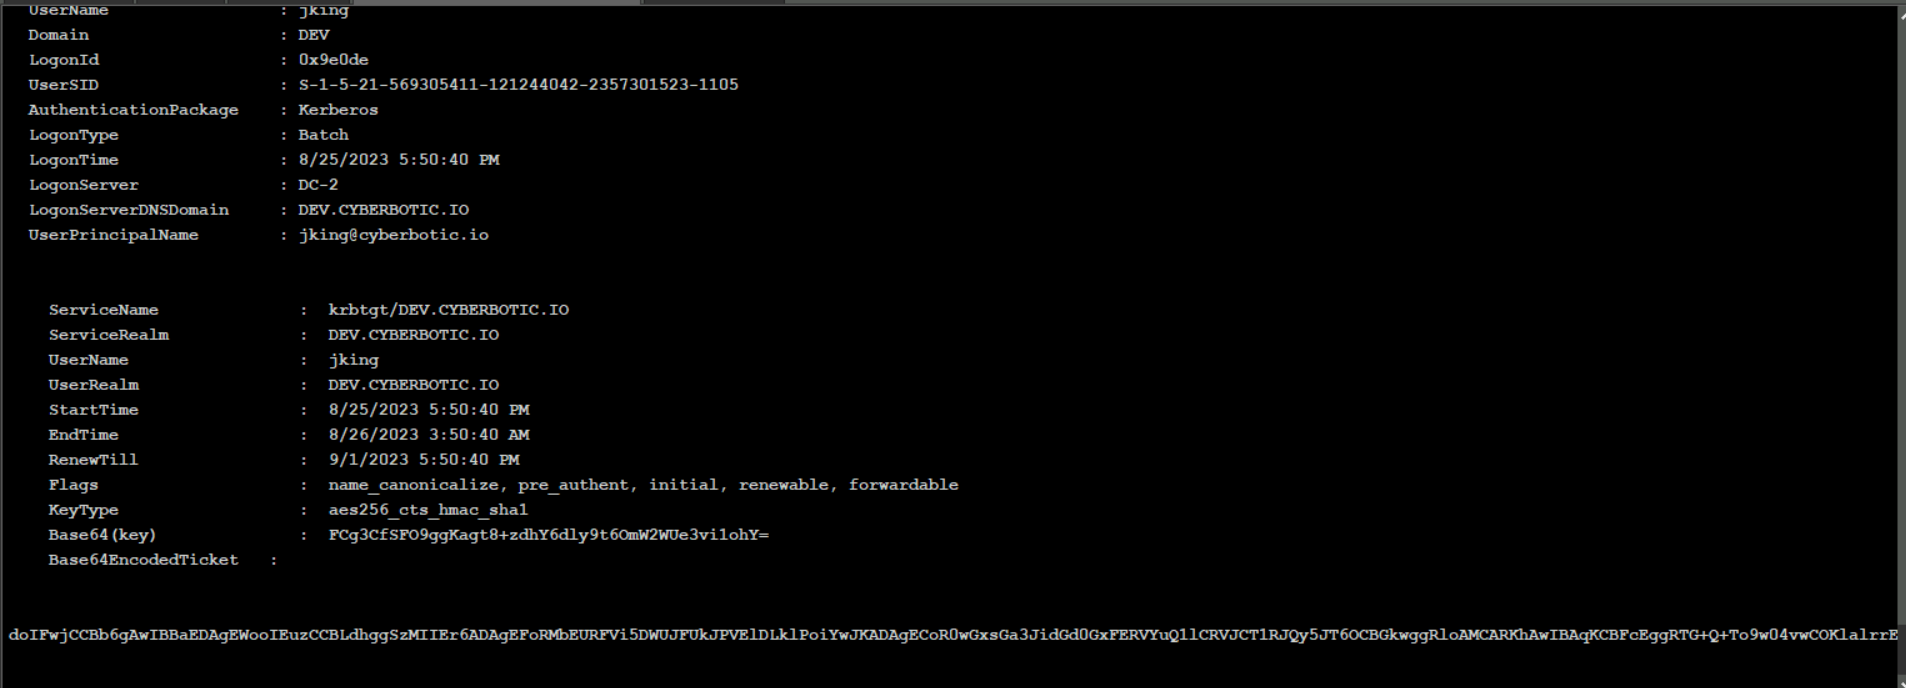 UserName : jking
Domain : DEV
LogonId : 0x9e0de
UserSID : S-1-5-21-569305411-121244042-2357301523-1105
AuthenticationPackage : Kerberos
LogonType : Batch
LogonTime : 8/25/2023 5:50:40 PM
LogonServer : DC-2
LogonServerDNSDomain : DEV.CYBERBOTIC.IO
UserPrincipalName : jking@cyberbotic.io
ServiceName : krbtgt/DEV.CYBERBOTIC.IO
ServiceRealm : DEV.CYBERBOTIC.IO
UserName : jking
UserRealm : DEV.CYBERBOTIC.IO
StartTime : 8/25/2023 5:50:40 PM
EndTime : 8/26/2023 3:50:40 AM
RenewTill : 9/1/2023 5:50:40 PM
Flags : name_canonicalize, pre_authent, initial, renewable, forwardable
KeyType : aes256_cts_hmac_sha1
Base64(key) : FCg3CfSFO9ggKagt8+zdhY6dly9t6OmW2WUe3vi1ohY=
Base64EncodedTicket :
doIFwjCCBb6gAwIBBaEDAgEWooIEuzCCBLdhggSzMIIEr6ADAgEFoRMbEURFVi5DWUJFUkJPVElDLklPoiYwJKADAgECoR0wGxsGa3JidGd0GxFERVYuQ1lCRVJCT1RJQy5JT6OCBGkwggRloAMCARKhAwIBAqKCBFcEggRTG+Q+To9w04vwCOKlalrrE